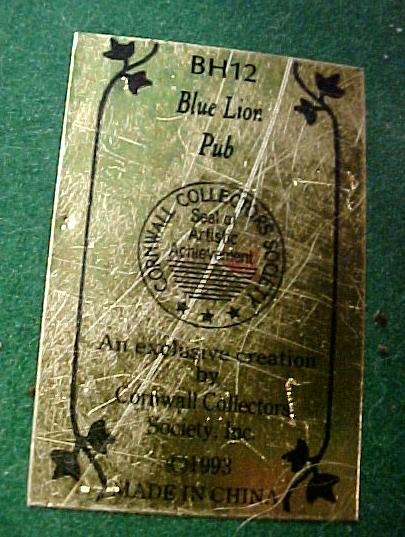 BH12
Blue Lion
Pub
CORNWALL COLLECTORS SOCIETY
Seal of
Artistic
Achievement
An exclusive creation
by
Cornwall Collectors
Society, Inc.
©1993
MADE IN CHINA